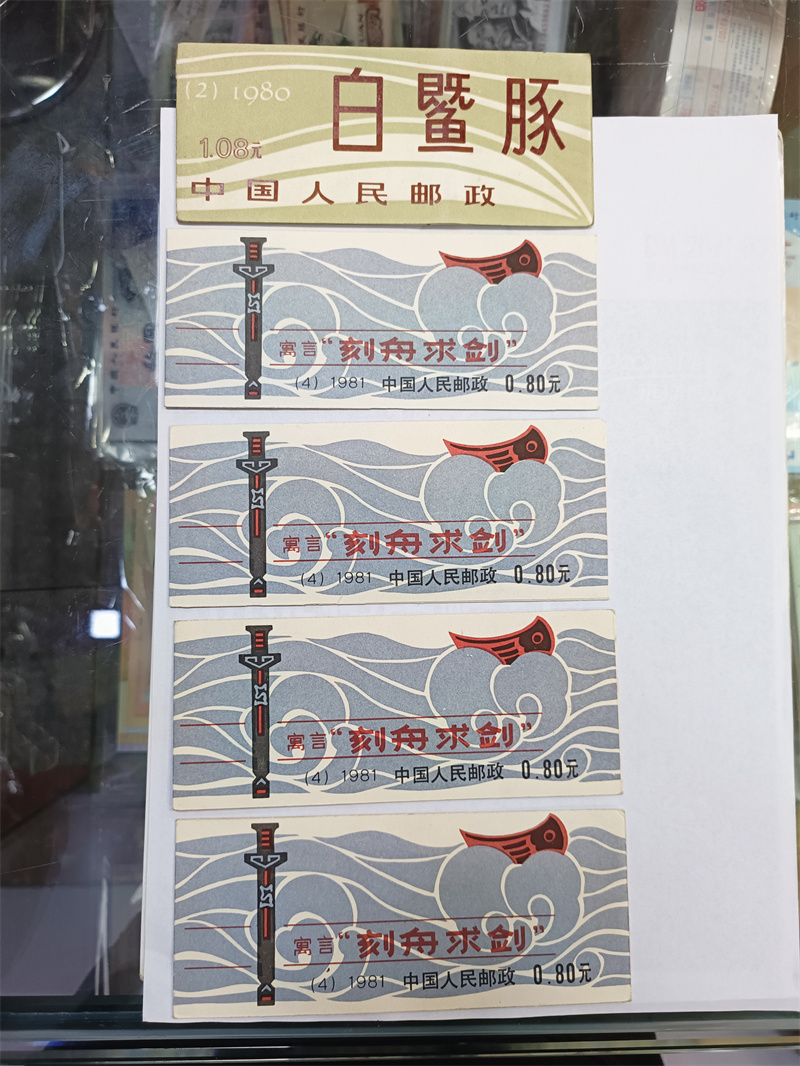 (2) 1980
白鱀豚
1.08元
中国人民邮政
寓言“刻舟求剑”
(4) 1981 中国人民邮政 0.80元
寓言“刻舟求剑”
(4) 1981 中国人民邮政 0.80元
寓言“刻舟求剑”
(4) 1981 中国人民邮政 0.80元
寓言“刻舟求剑”
(4) 1981 中国人民邮政 0.80元